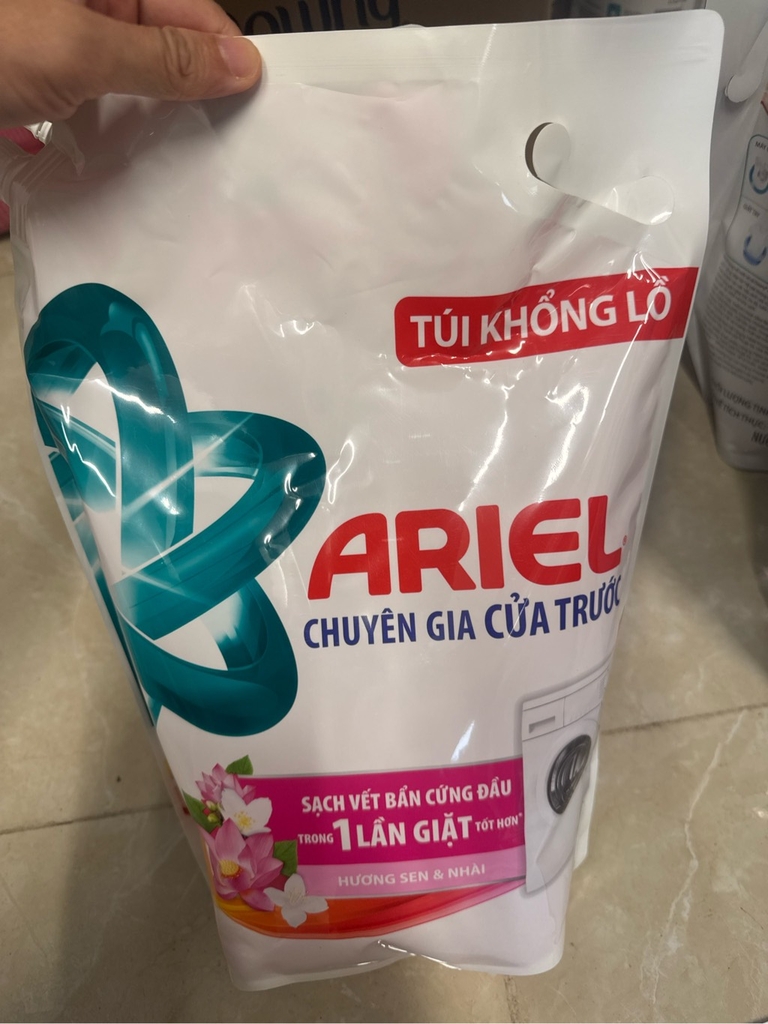 TÚI KHỔNG LỒ
ARIEL
CHUYÊN GIA CỬA TRƯỚC
SẠCH VẾT BẨN CỨNG ĐẦU
TRONG 1 LẦN GIẶT TỐT HƠN*
HƯƠNG SEN & NHÀI